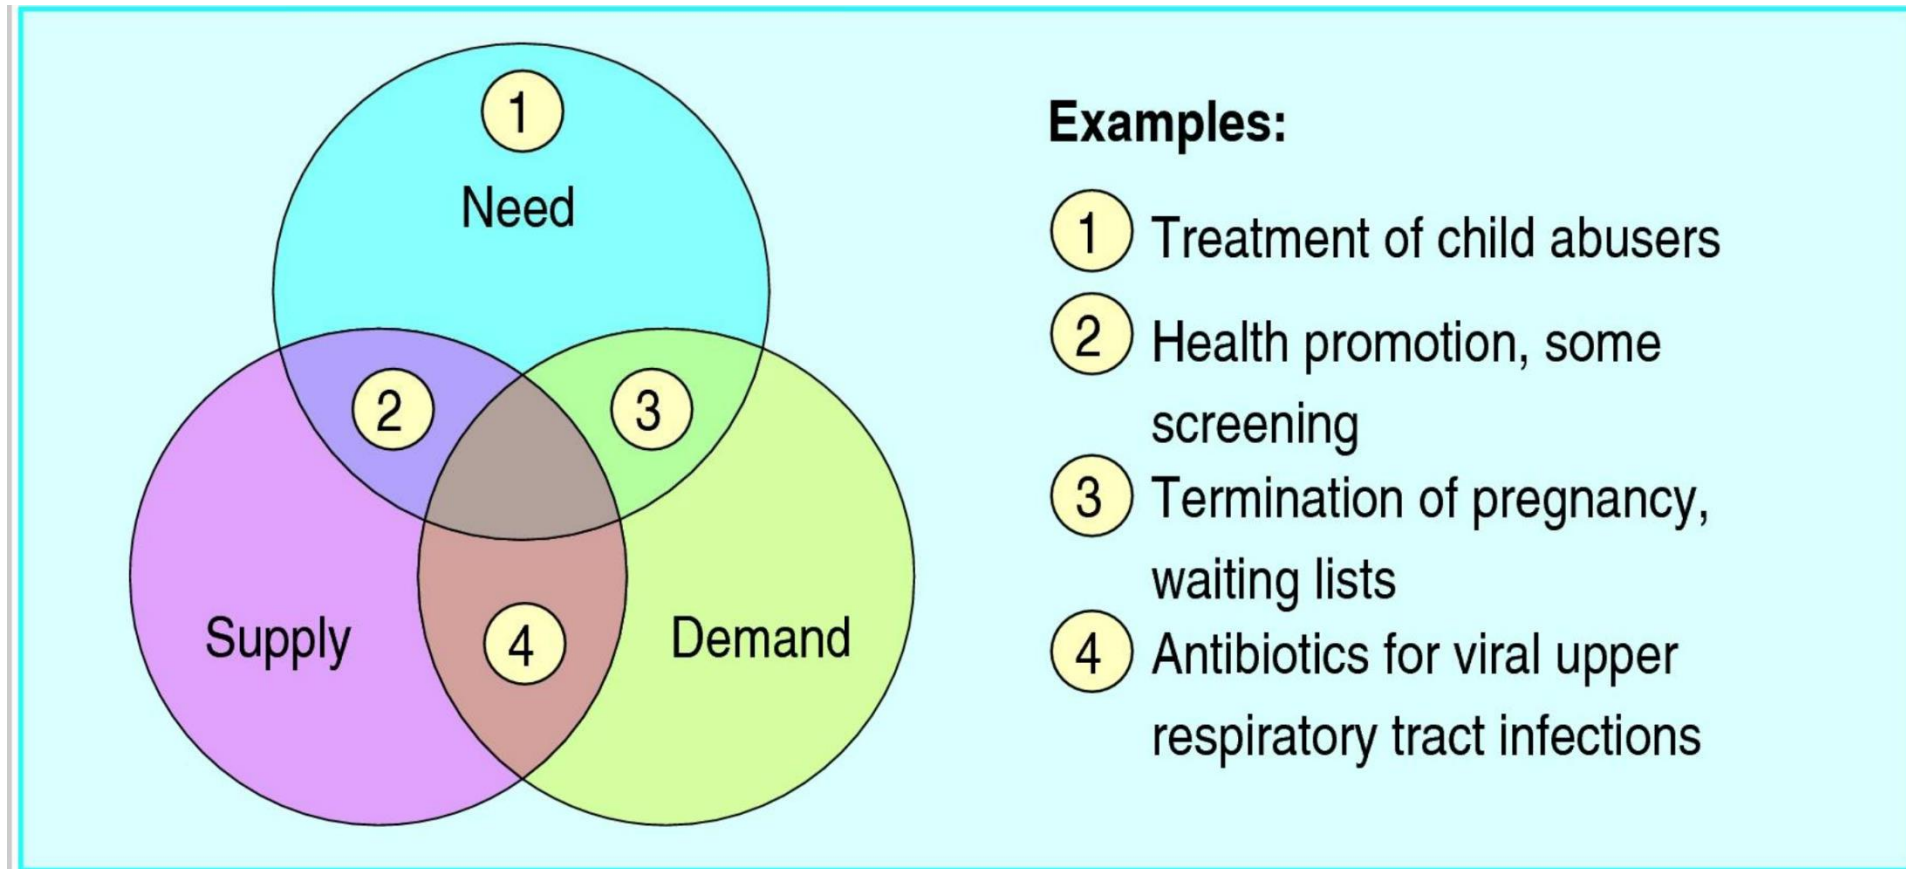 1
Need
2
3
Supply
4
Demand
Examples:
1 Treatment of child abusers
2 Health promotion, some
screening
3 Termination of pregnancy,
waiting lists
4 Antibiotics for viral upper
respiratory tract infections